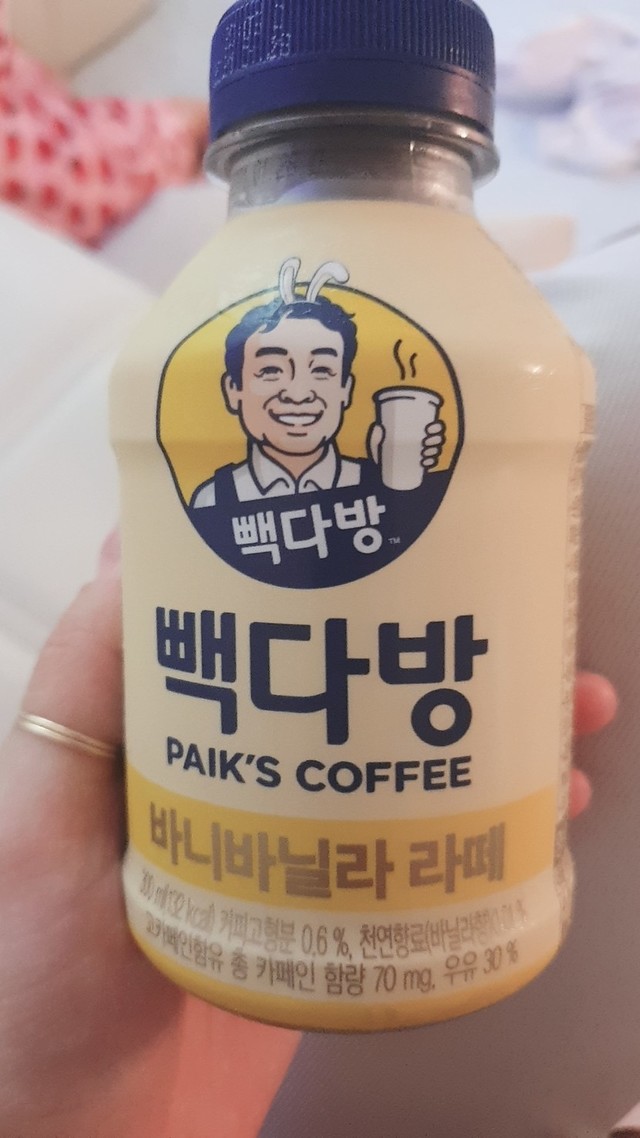 빽다방 TM
빽다방
PAIK'S COFFEE
바니바닐라 라떼
300 ml(132 kcal) 커피고형분 0.6 %, 천연향료(바닐라향)
고카페인함유 총 카페인 함량 70 mg, 우유 30 %